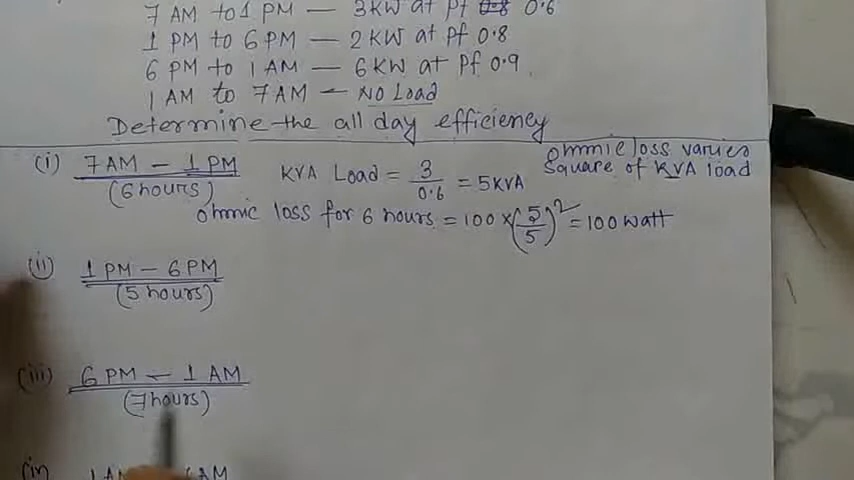 7 AM to 1 PM — 3KW at Pf 0.6
1 PM to 6 PM — 2 KW at Pf 0.8
6 PM to 1 AM — 6 KW at Pf 0.9
1 AM to 7 AM — No Load
Determine the all day efficiency
(i) 7 AM — 1 PM
(6 hours)
KVA Load = 3/0.6 = 5KVA
ohmic loss varies
Square of KVA load
ohmic loss for 6 hours = 100 × (5/5)² = 100 watt
(ii) 1 PM — 6 PM
(5 hours)
(iii) 6 PM — 1 AM
(7 hours)
(iv)